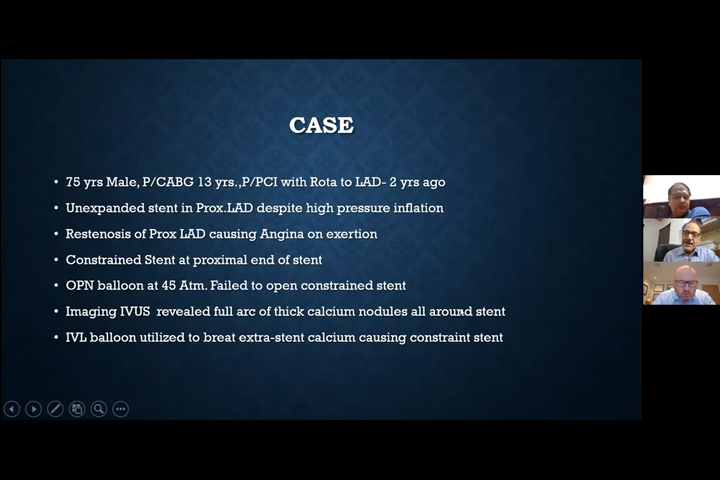 CASE
• 75 yrs Male, P/CABG 13 yrs.,P/PCI with Rota to LAD- 2 yrs ago
• Unexpanded stent in Prox.LAD despite high pressure inflation
• Restenosis of Prox LAD causing Angina on exertion
• Constrained Stent at proximal end of stent
• OPN balloon at 45 Atm. Failed to open constrained stent
• Imaging IVUS revealed full arc of thick calcium nodules all around stent
• IVL balloon utilized to breat extra-stent calcium causing constraint stent